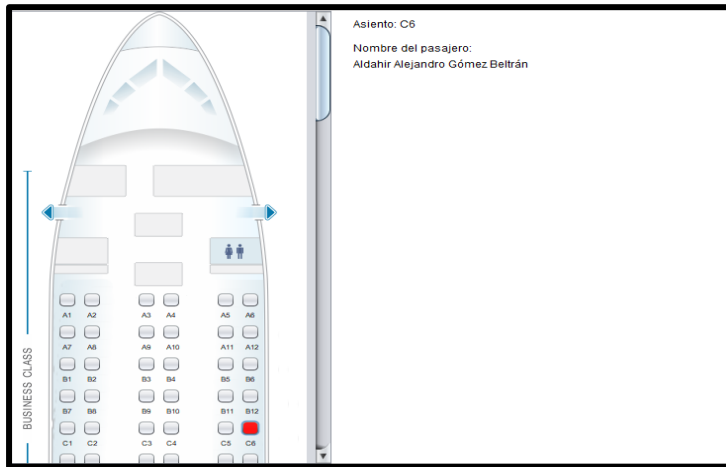 Asiento: C6
Nombre del pasajero:
Aldahir Alejandro Gómez Beltrán
BUSINESS CLASS
A1 A2 A3 A4 A5 A6
A7 A8 A9 A10 A11 A12
B1 B2 B3 B4 B5 B6
B7 B8 B9 B10 B11 B12
C1 C2 C3 C4 C5 C6